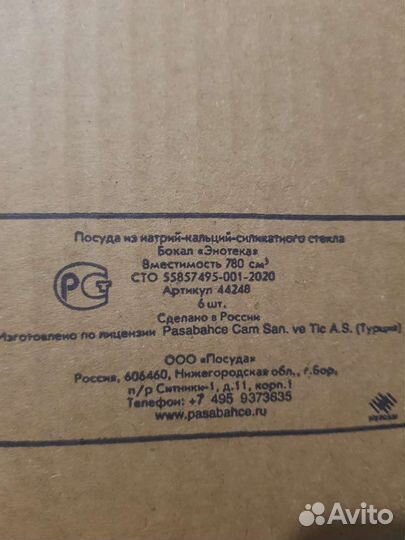 Посуда из натрий-кальций-силикатного стекла
Бокал «Энотека»
Вместимость 780 см³
СТО 55857495-001-2020
Артикул 44248
6 шт.
Сделано в России
Изготовлено по лицензии Pasabahce Cam San. ve Tic A.S. (Турция)
ООО «Посуда»
Россия, 606460, Нижегородская обл., г.Бор,
п/р Ситники-1, д.11, корп.1
Телефон: +7 495 9373635
www.pasabahce.ru
РСТ
Avito